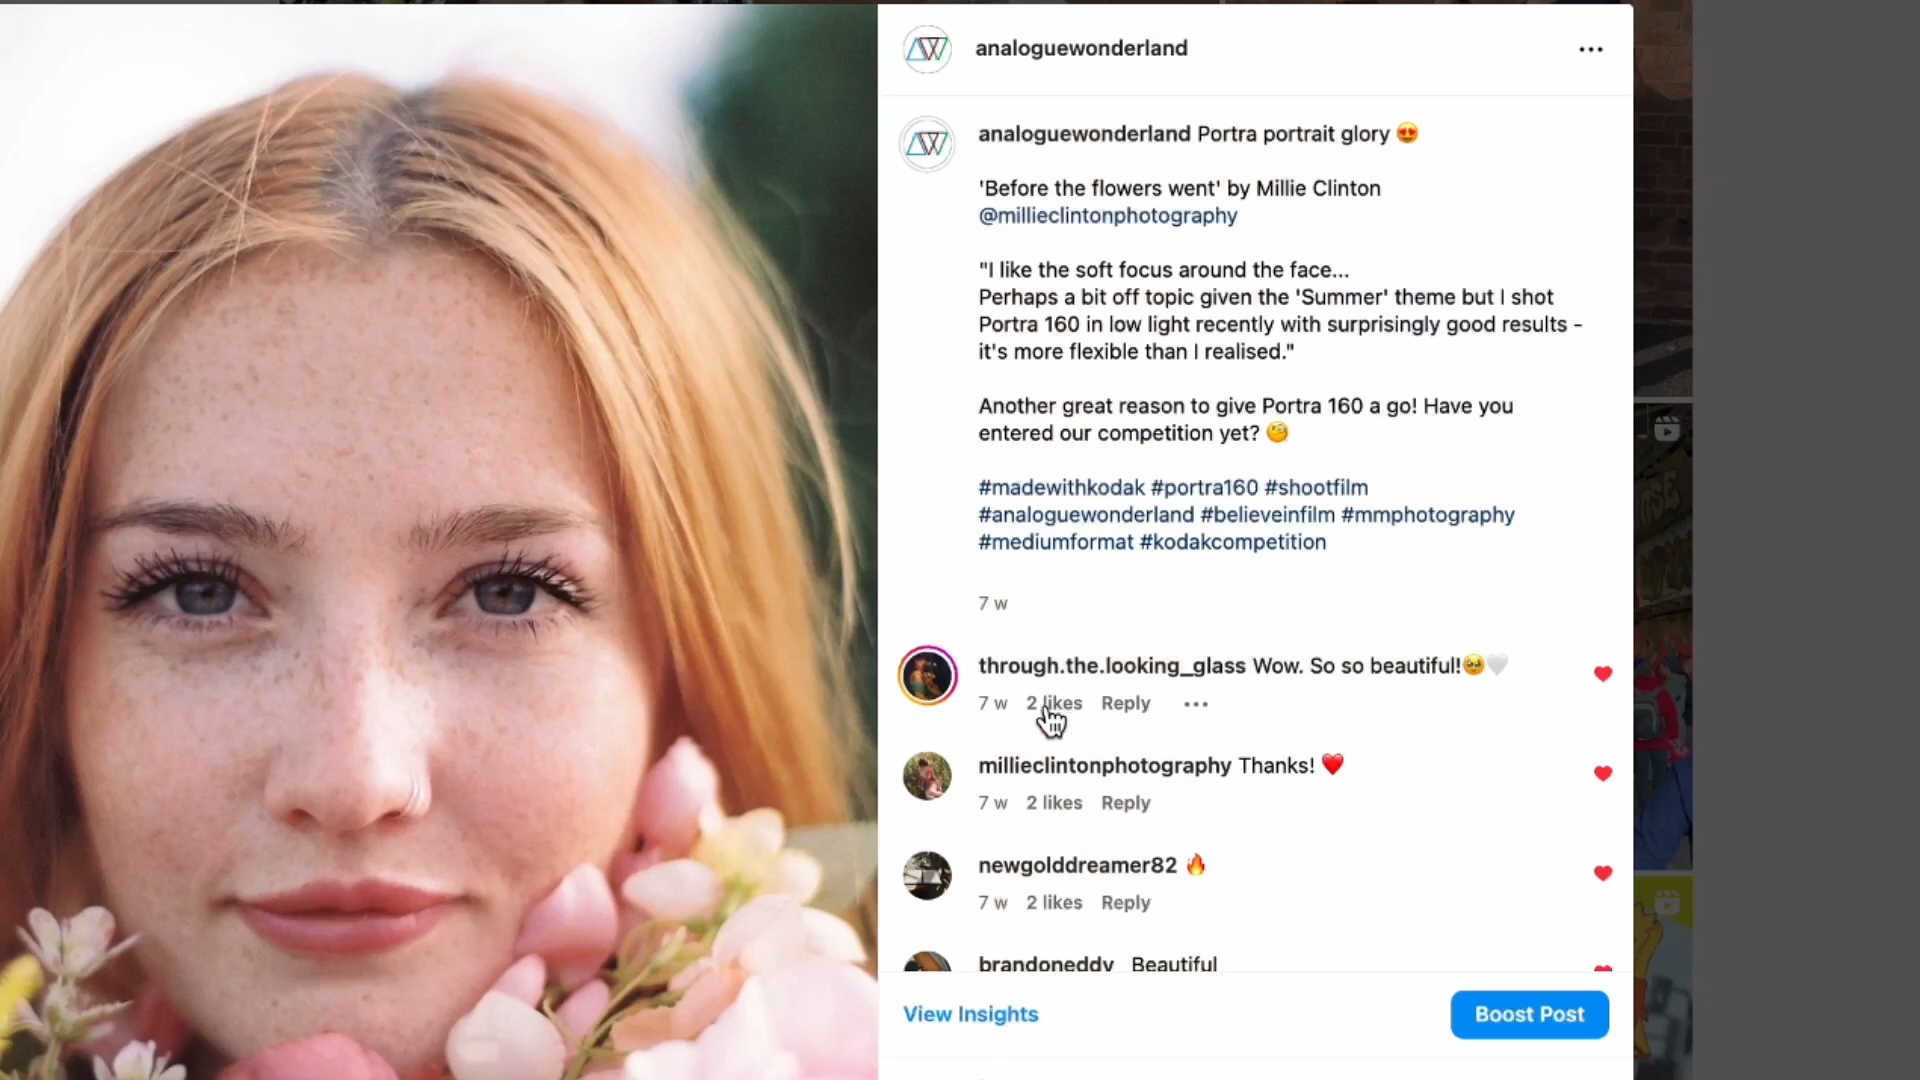 analoguewonderland
analoguewonderland Portra portrait glory 😍
'Before the flowers went' by Millie Clinton
@millieclintonphotography
"I like the soft focus around the face...
Perhaps a bit off topic given the 'Summer' theme but I shot
Portra 160 in low light recently with surprisingly good results -
it's more flexible than I realised."
Another great reason to give Portra 160 a go! Have you
entered our competition yet? 🧐
#madewithkodak #portra160 #shootfilm
#analoguewonderland #believeinfilm #mmphotography
#mediumformat #kodakcompetition
7 w
through.the.looking_glass Wow. So so beautiful!🥹🤍
7 w 2 likes Reply
millieclintonphotography Thanks! ❤️
7 w 2 likes Reply
newgolddreamer82 🔥
7 w 2 likes Reply
brandoneddy_ Beautiful
View Insights
Boost Post